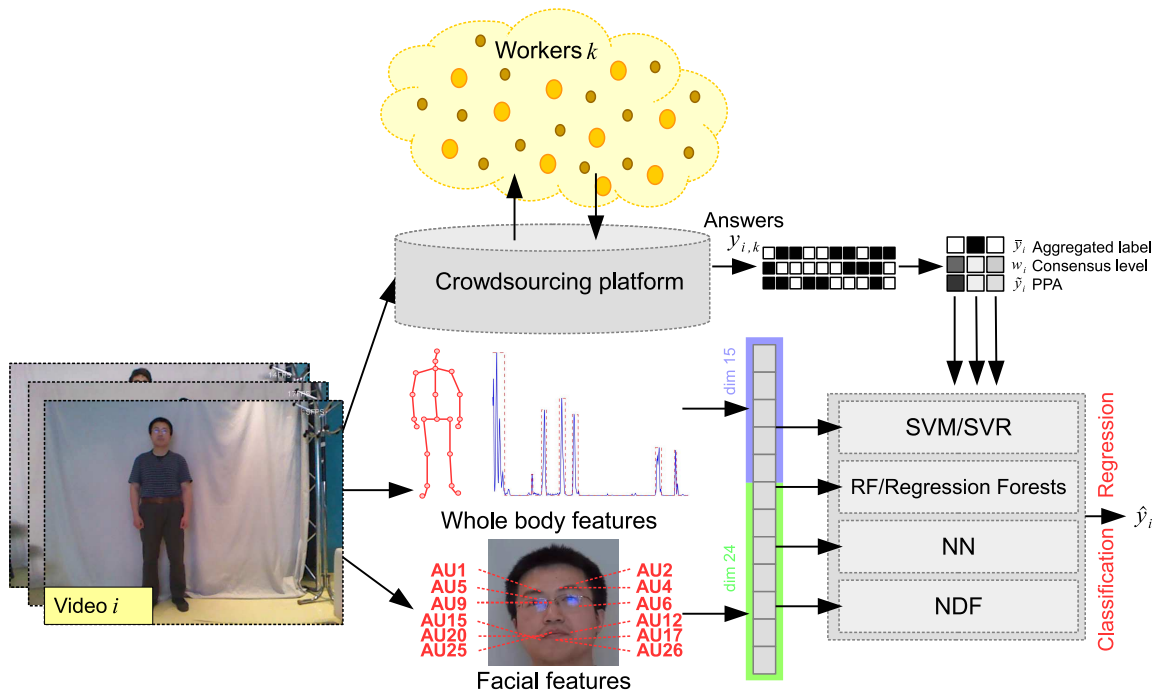 Workers k
Answers
y i,k
Crowdsourcing platform
ȳi Aggregated label
wi Consensus level
ỹi PPA
dim 15
dim 24
Whole body features
Video i
AU1
AU2
AU5
AU4
AU9
AU6
AU15
AU12
AU20
AU17
AU25
AU26
Facial features
SVM/SVR
RF/Regression Forests
NN
NDF
Classification Regression
ŷi